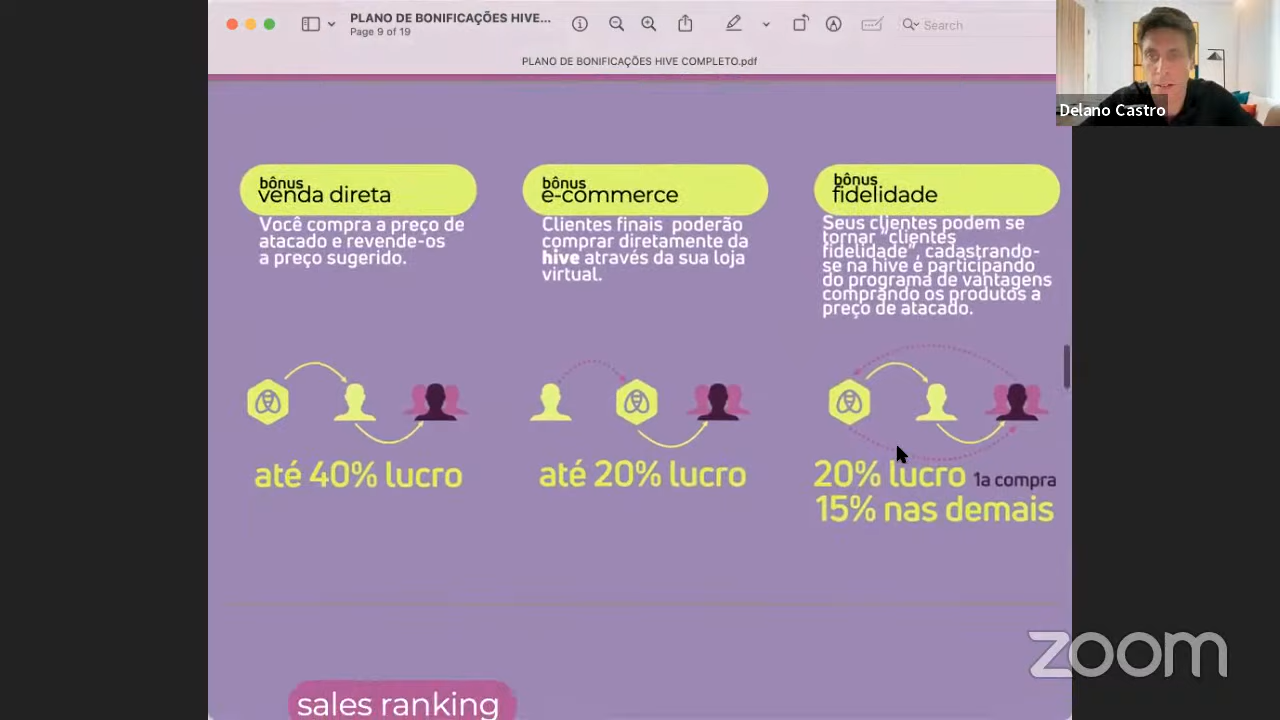 PLANO DE BONIFICAÇÕES HIVE...
Page 9 of 19
Search
PLANO DE BONIFICAÇÕES HIVE COMPLETO.pdf
Delano Castro
bônus
venda direta
Você compra a preço de
atacado e revende-os
a preço sugerido.
até 40% lucro
bônus
e-commerce
Clientes finais poderão
comprar diretamente da
hive através da sua loja
virtual.
até 20% lucro
bônus
fidelidade
Seus clientes podem se
tornar "clientes
fidelidade", cadastrando-
se na hive e participando
do programa de vantagens
comprando os produtos a
preço de atacado.
20% lucro 1a compra
15% nas demais
sales ranking
zoom